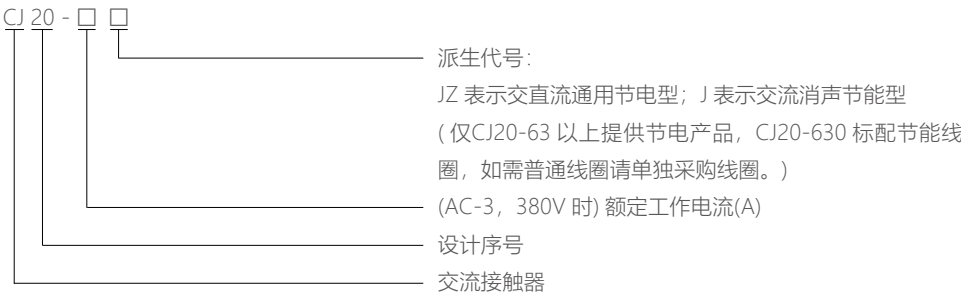 CJ 20 - □ □
派生代号:
JZ 表示交直流通用节电型; J 表示交流消声节能型
( 仅CJ20-63 以上提供节电产品, CJ20-630 标配节能线
圈, 如需普通线圈请单独采购线圈。)
(AC-3, 380V 时) 额定工作电流(A)
设计序号
交流接触器